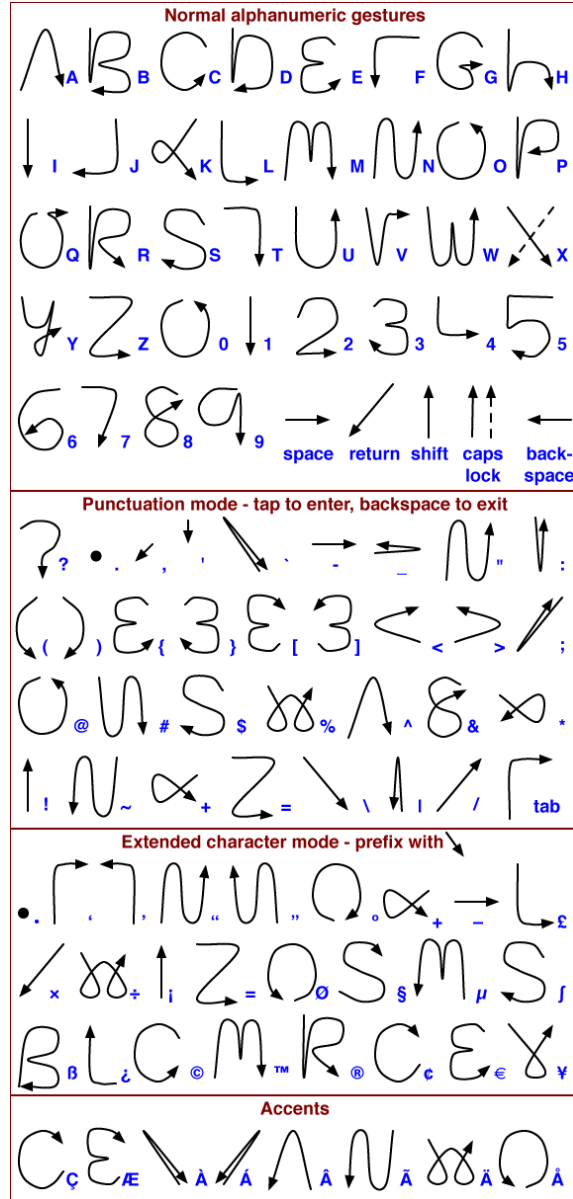 Normal alphanumeric gestures
A B C D E F G H
I J K L M N O P
Q R S T U V W X
Y Z 0 1 2 3 4 5
6 7 8 9 space return shift caps lock back-space
Punctuation mode - tap to enter, backspace to exit
? . , ' ` - _ " :
( ) { } [ ] < > ;
@ # $ % ^ & *
! ~ + = \ | / tab
Extended character mode - prefix with
. ‘ ’ “ ” º + – £
× ÷ ¡ = Ø § µ ∫
ß ¿ © ™ ® ¢ € ¥
Accents
Ç Æ À Á Â Ã Ä Å